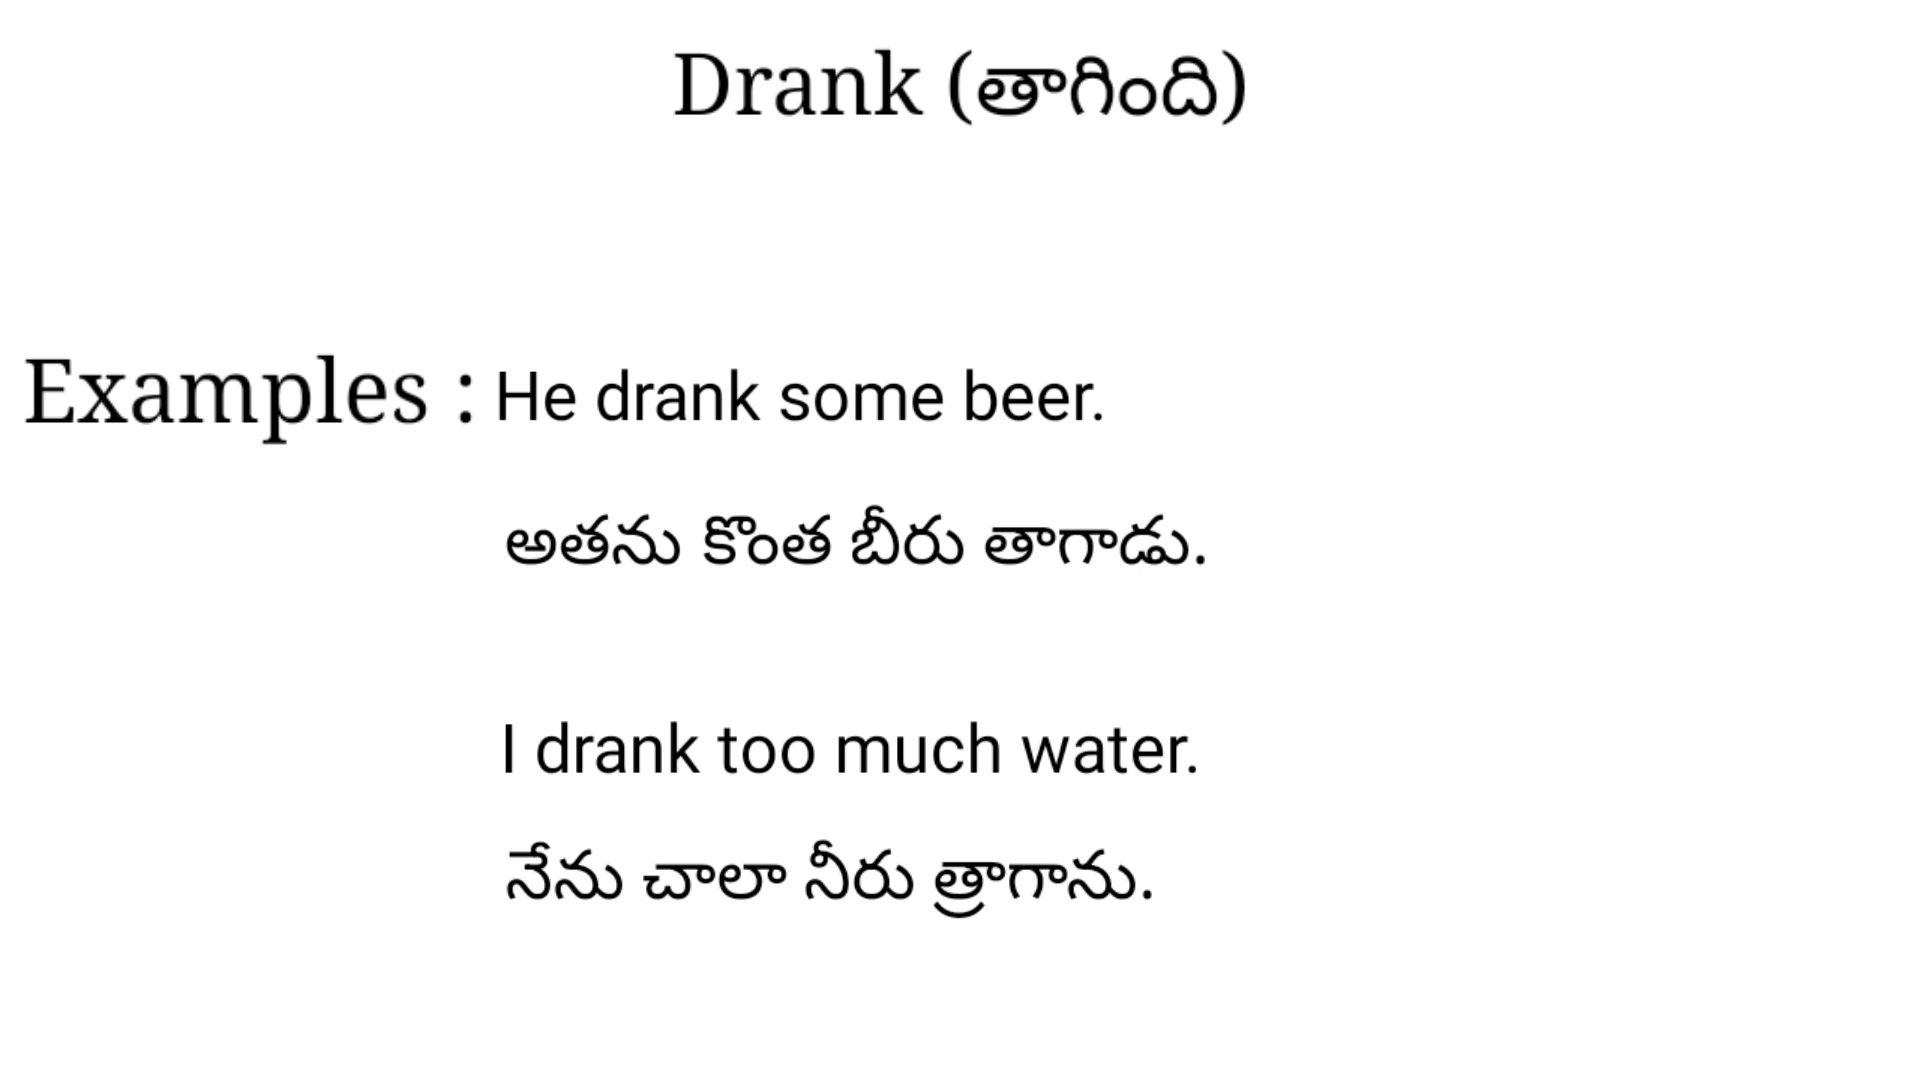 Drank (తాగింది)
Examples : He drank some beer.
అతను కొంత బీరు తాగాడు.
I drank too much water.
నేను చాలా నీరు త్రాగాను.